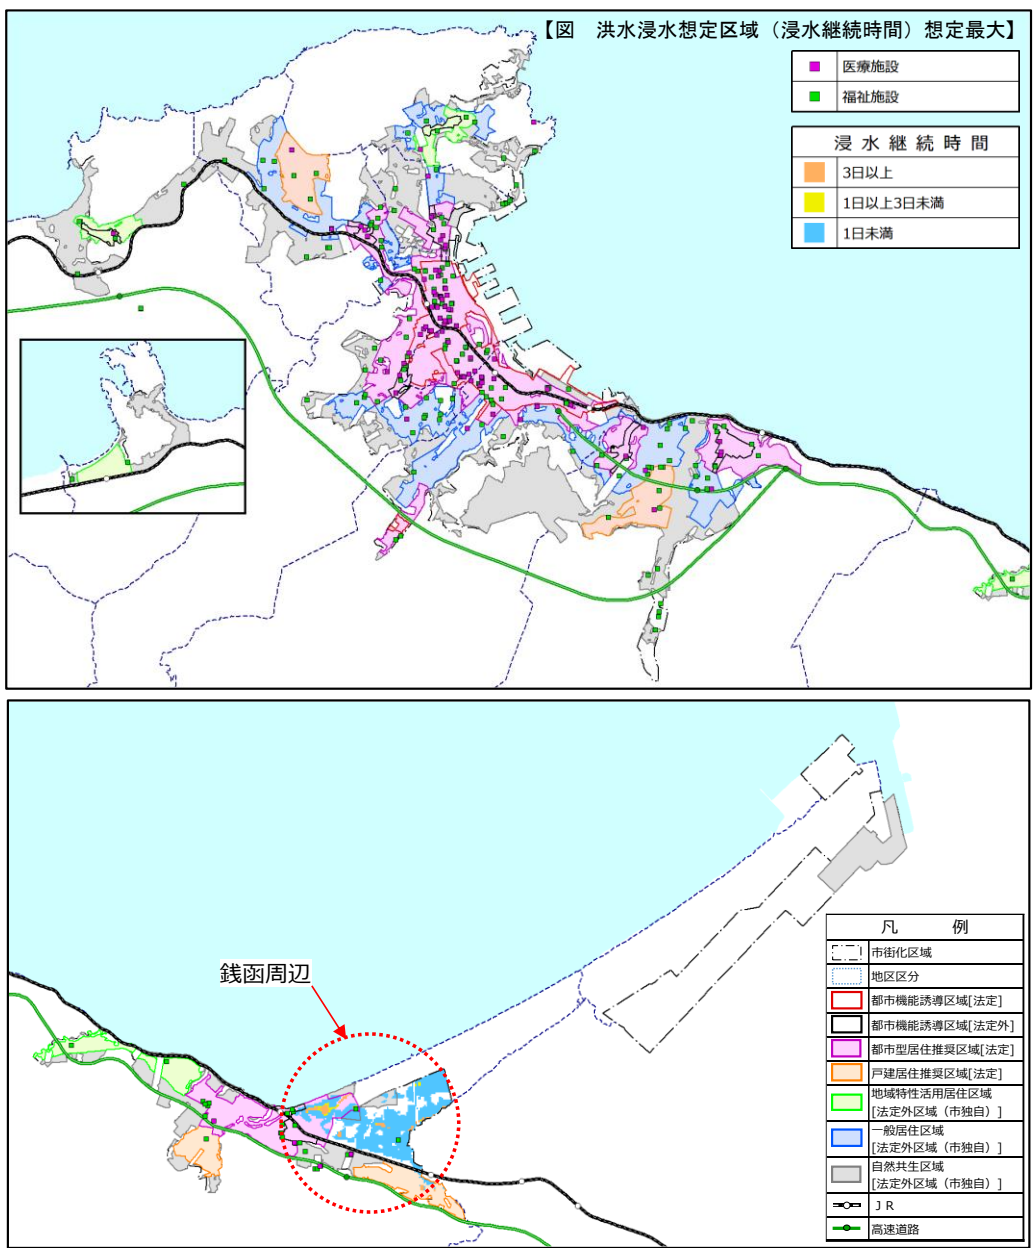 【図 洪水浸水想定区域（浸水継続時間）想定最大】
医療施設
福祉施設
浸水継続時間
3日以上
1日以上3日未満
1日未満
銭函周辺
凡 例
市街化区域
地区区分
都市機能誘導区域[法定]
都市機能誘導区域[法定外]
都市型居住推奨区域[法定]
戸建居住推奨区域[法定]
地域特性活用居住区域
[法定外区域（市独自）]
一般居住区域
[法定外区域（市独自）]
自然共生区域
[法定外区域（市独自）]
ＪＲ
高速道路